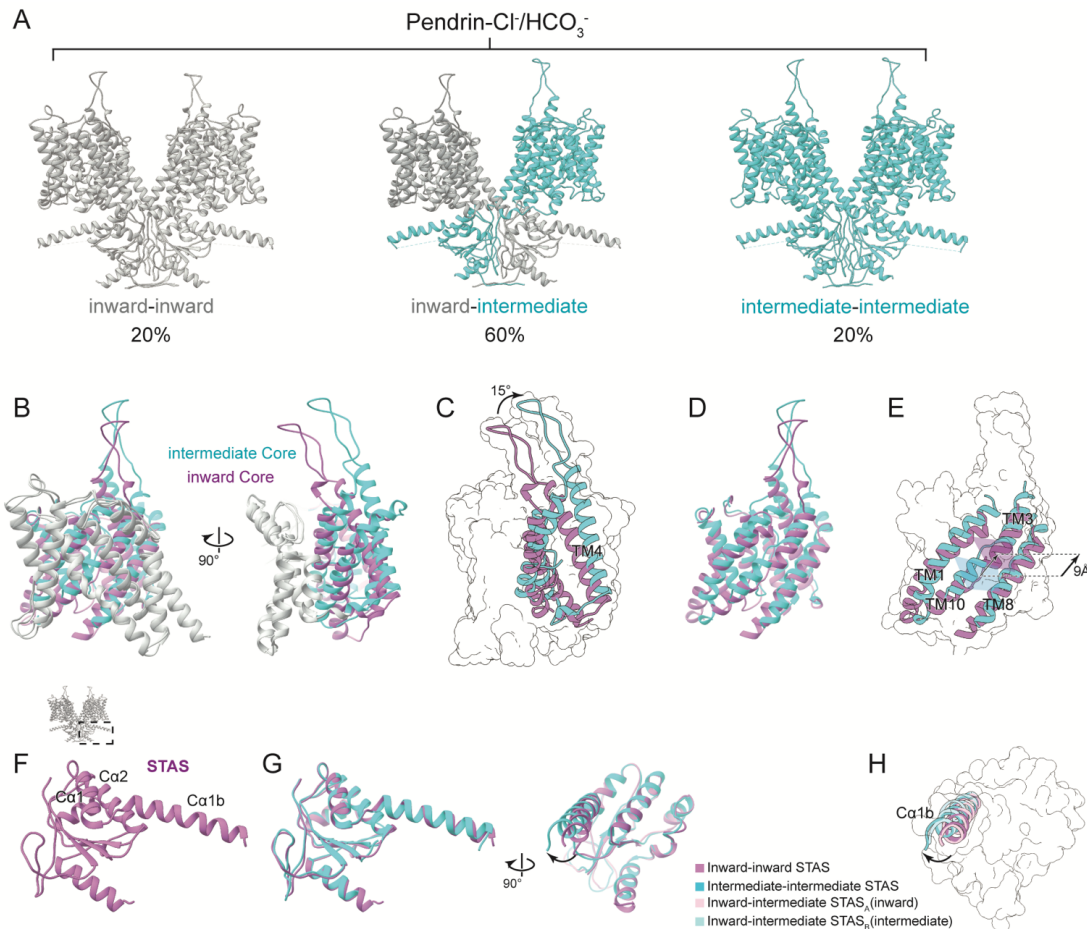 A
Pendrin-Cl⁻/HCO₃⁻
inward-inward
20%
inward-intermediate
60%
intermediate-intermediate
20%
B
intermediate Core
inward Core
90°
C
15°
TM4
D
E
TM3
TM1
TM10
TM8
9Å
F
STAS
Cα2
Cα1
Cα1b
G
90°
Inward-inward STAS
Intermediate-intermediate STAS
Inward-intermediate STAS_A(inward)
Inward-intermediate STAS_B(intermediate)
H
Cα1b